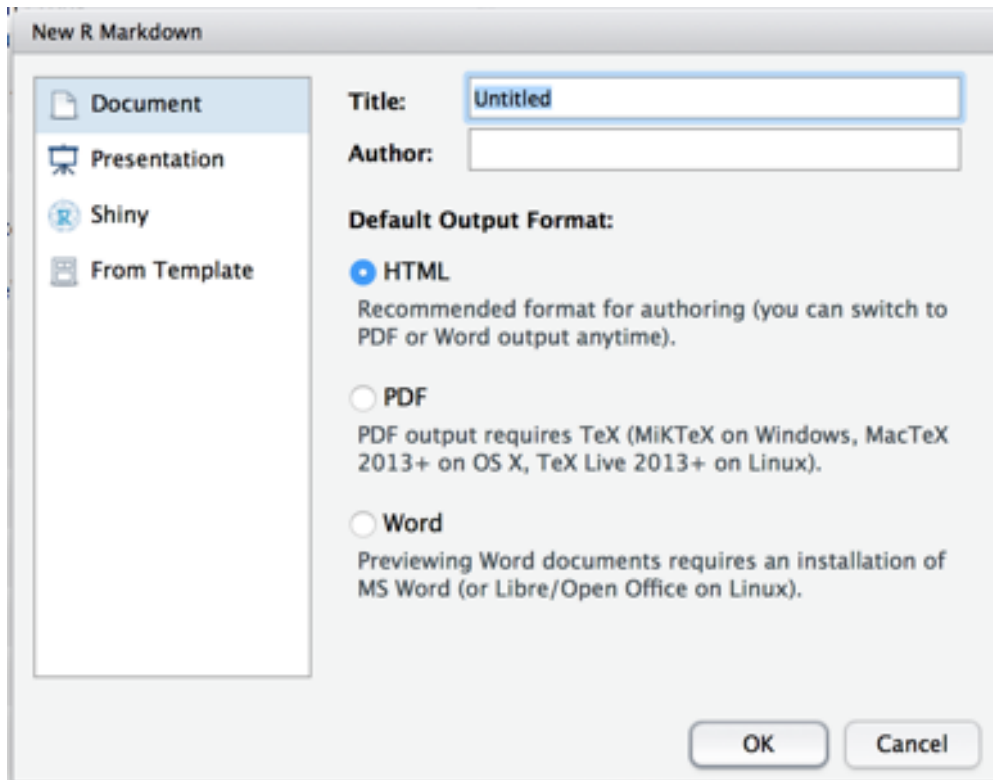 New R Markdown
Document
Presentation
Shiny
From Template
Title: Untitled
Author:
Default Output Format:
HTML
Recommended format for authoring (you can switch to
PDF or Word output anytime).
PDF
PDF output requires TeX (MiKTeX on Windows, MacTeX
2013+ on OS X, TeX Live 2013+ on Linux).
Word
Previewing Word documents requires an installation of
MS Word (or Libre/Open Office on Linux).
OK Cancel